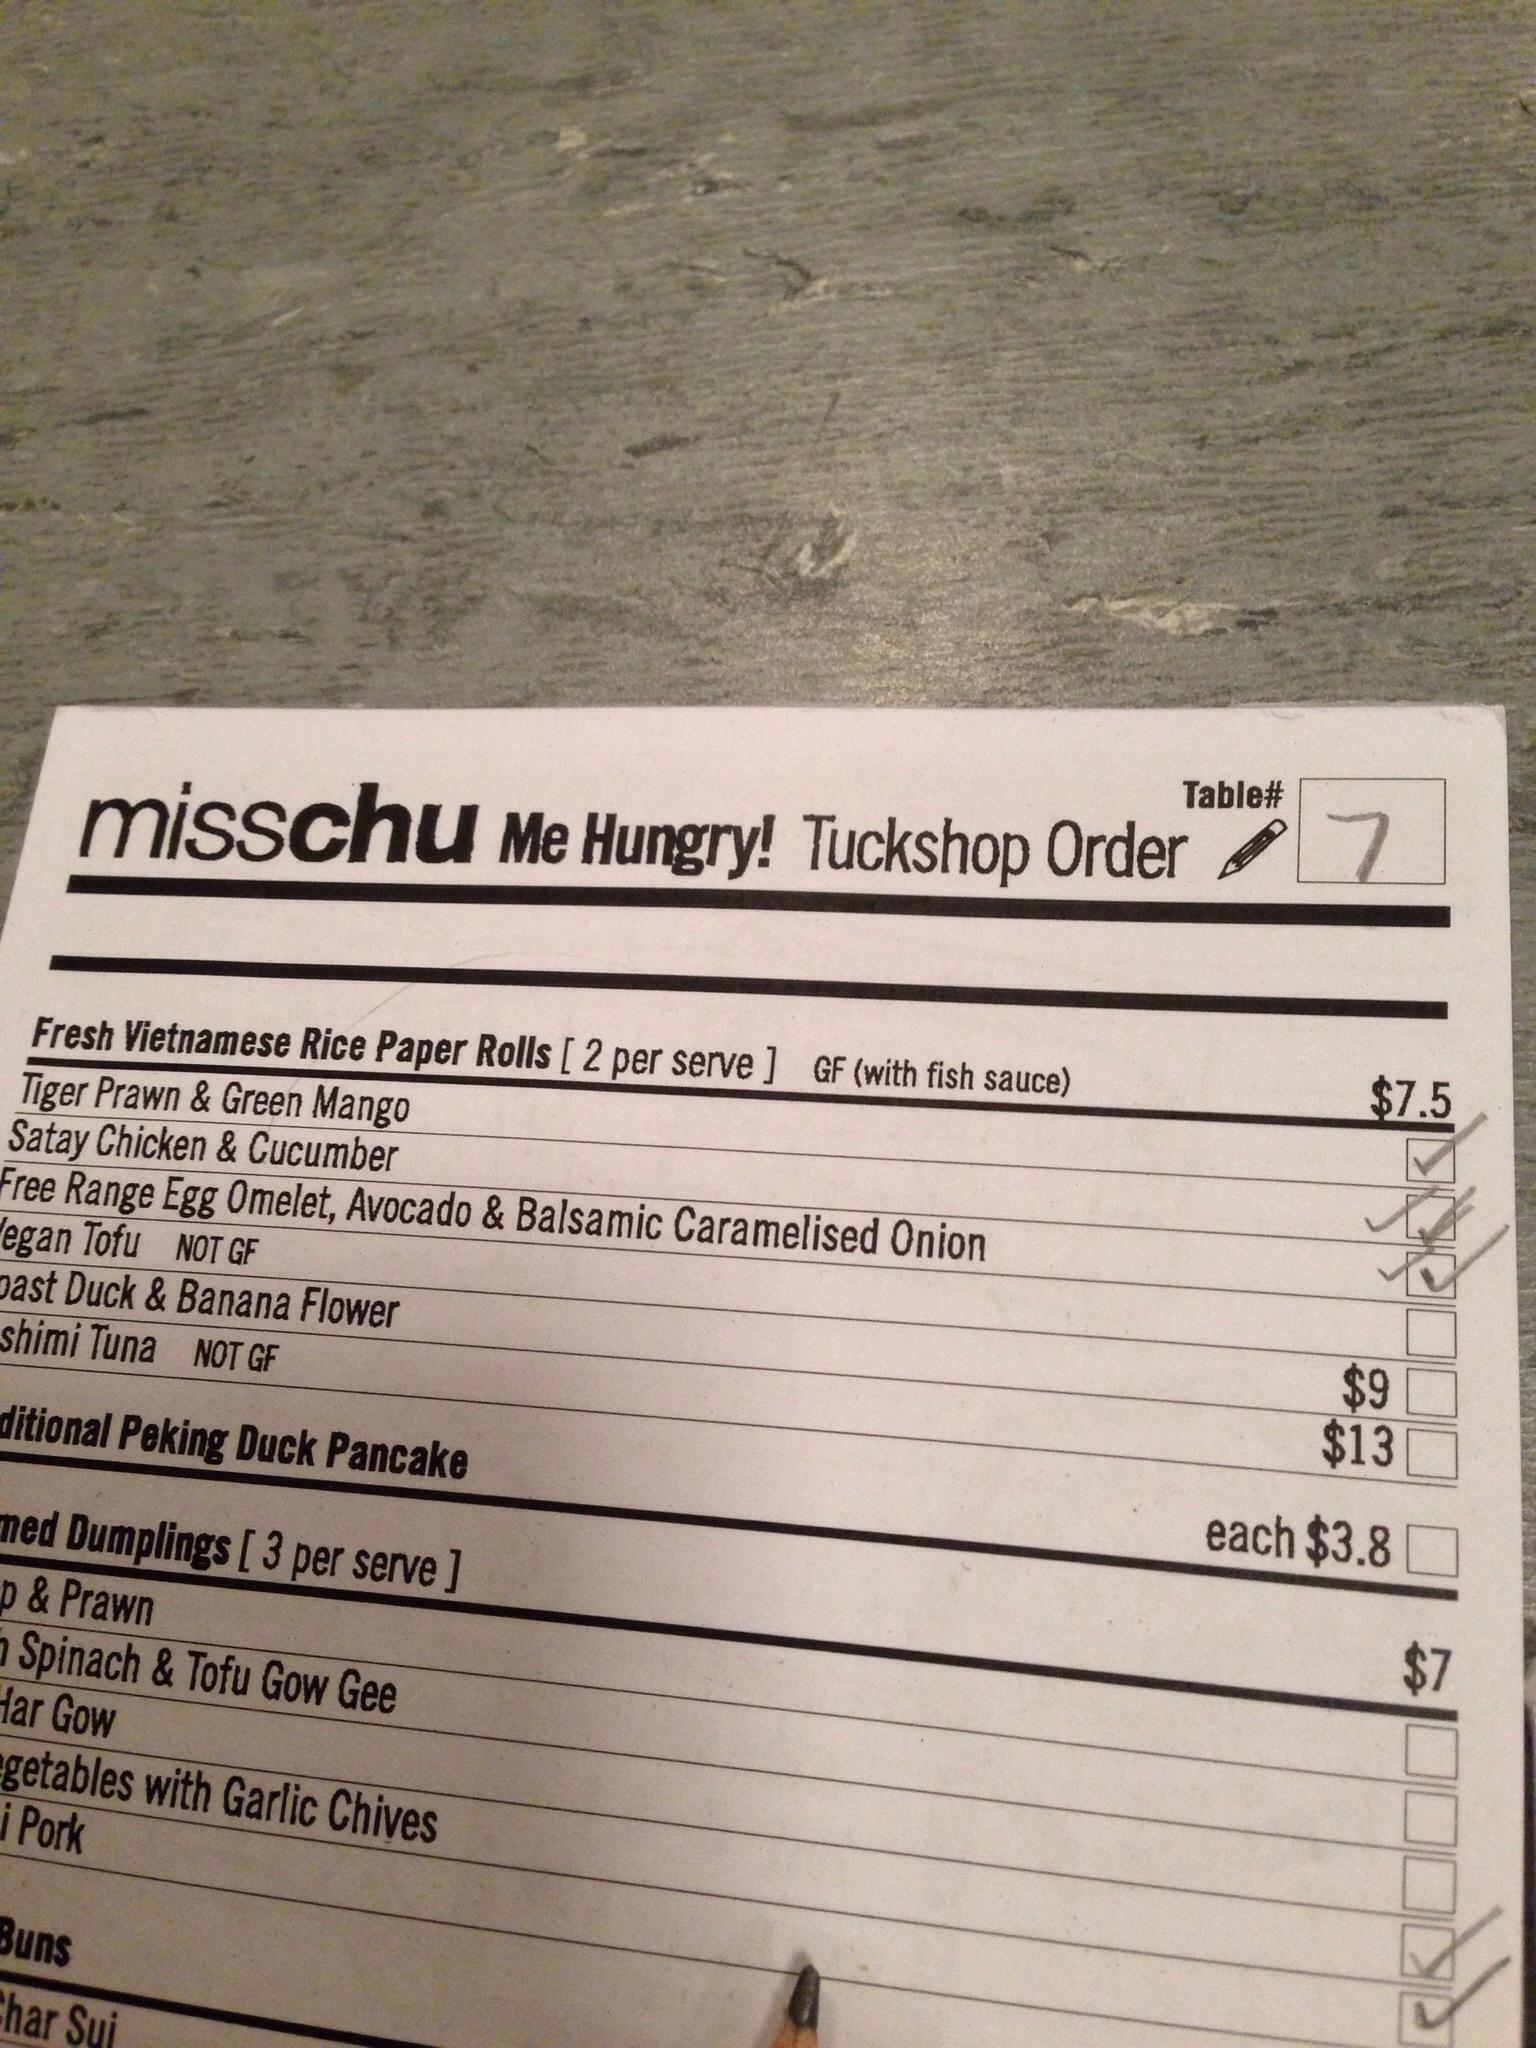 misschu Me Hungry! Tuckshop Order Table# 7
Fresh Vietnamese Rice Paper Rolls [ 2 per serve ] GF (with fish sauce) $7.5
Tiger Prawn & Green Mango
Satay Chicken & Cucumber
Free Range Egg Omelet, Avocado & Balsamic Caramelised Onion
egan Tofu NOT GF
oast Duck & Banana Flower $9
shimi Tuna NOT GF $13
ditional Peking Duck Pancake each $3.8
med Dumplings [ 3 per serve ] $7
p & Prawn
h Spinach & Tofu Gow Gee
Har Gow
egetables with Garlic Chives
i Pork
Buns
Char Sui